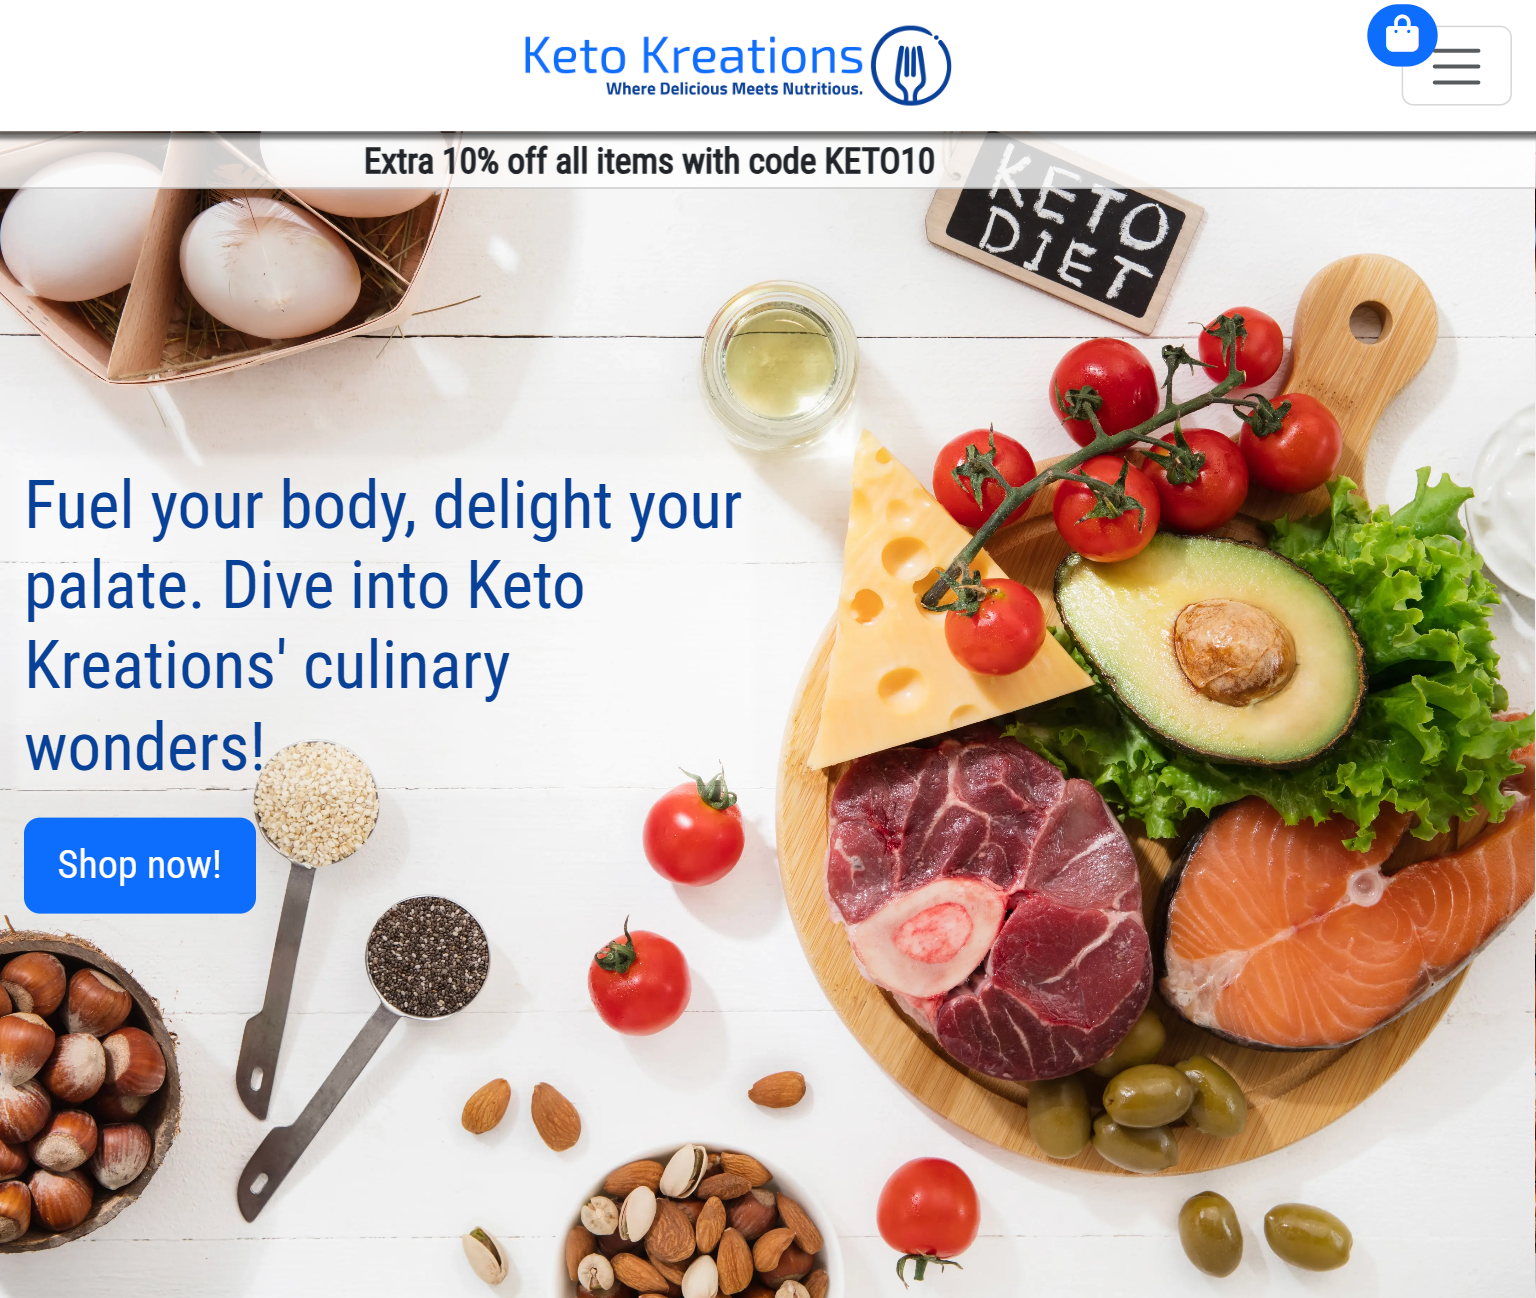 Keto Kreations
Where Delicious Meets Nutritious.
Extra 10% off all items with code KETO10
KETO
DIET
Fuel your body, delight your
palate. Dive into Keto
Kreations' culinary
wonders!
Shop now!